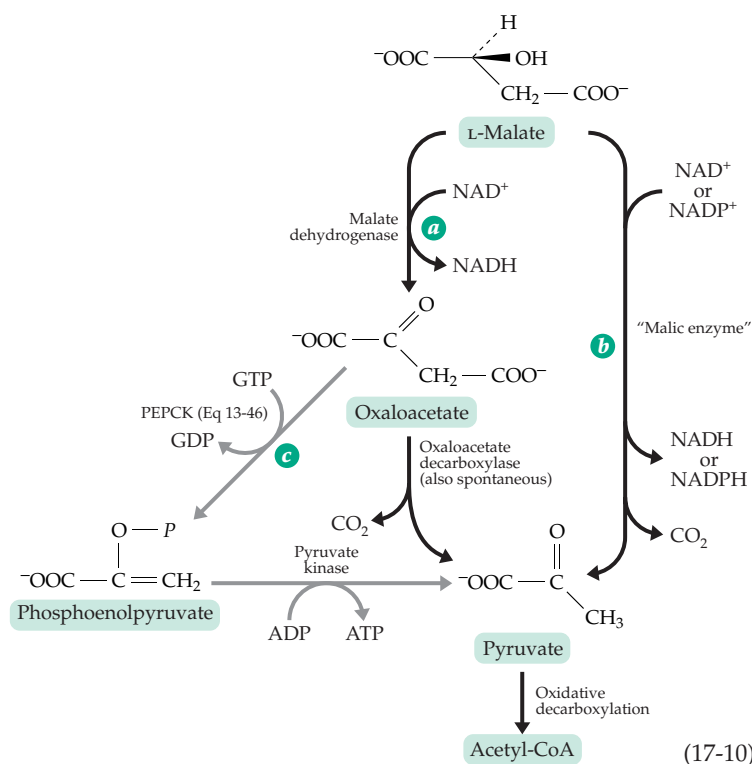 H
⁻OOC
OH
CH₂ — COO⁻
L-Malate
NAD⁺
or
NADP⁺
NAD⁺
Malate
dehydrogenase
a
NADH
"Malic enzyme"
b
O
⁻OOC — C
CH₂ — COO⁻
GTP
Oxaloacetate
PEPCK (Eq 13-46)
GDP
c
Oxaloacetate
decarboxylase
(also spontaneous)
NADH
or
NADPH
CO₂
CO₂
O — P
O
Pyruvate
kinase
⁻OOC — C=CH₂
⁻OOC — C
CH₃
Phosphoenolpyruvate
ADP
ATP
Pyruvate
Oxidative
decarboxylation
Acetyl-CoA
(17-10)